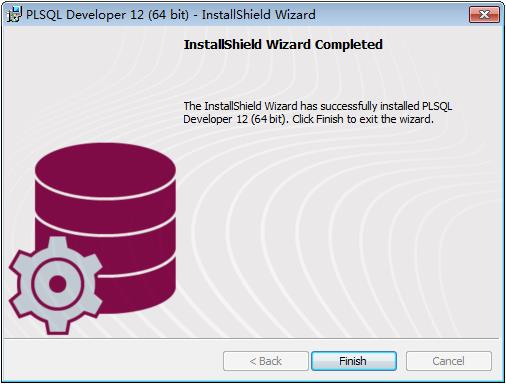 PLSQL Developer 12 (64 bit) - InstallShield Wizard
InstallShield Wizard Completed
The InstallShield Wizard has successfully installed PLSQL
Developer 12 (64 bit). Click Finish to exit the wizard.
< Back
Finish
Cancel